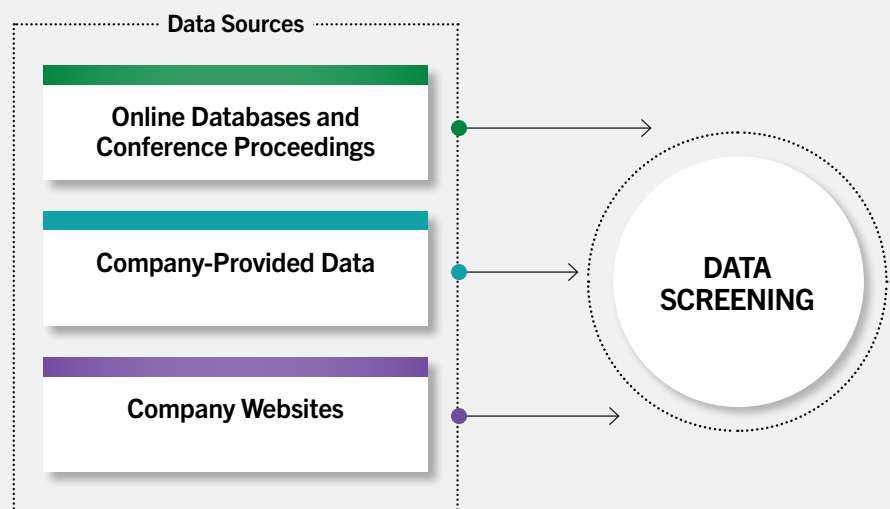 Data Sources
Online Databases and
Conference Proceedings
Company-Provided Data
Company Websites
DATA
SCREENING